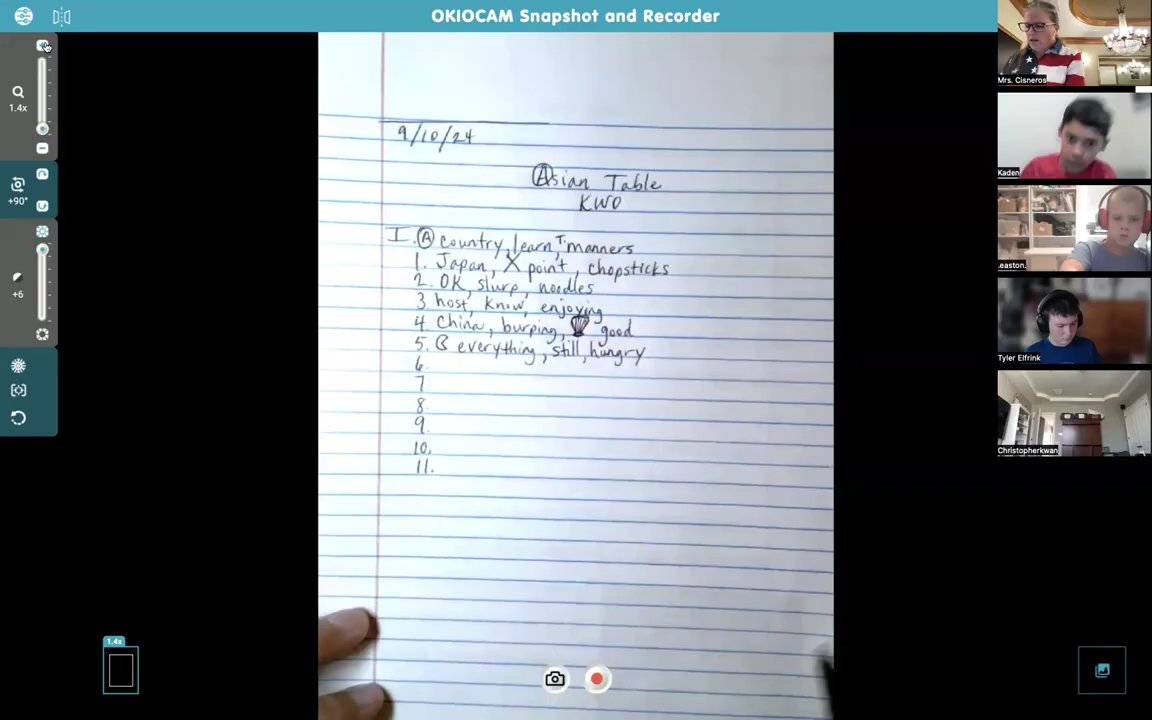 OKIOCAM Snapshot and Recorder
1.4x
+90°
+6
1.4x
9/10/24
Asian Table
KWO
I. A country, learn, T. manners
1. Japan, X point, chopsticks
2. OK, slurp, noodles
3 host, know, enjoying
4 China, burping, good
5. B everything, still, hungry
6.
7
8
9.
10.
11.
Mrs. Cisneros
Kaden
.easton.
Tyler Elfrink
Christopherkwan